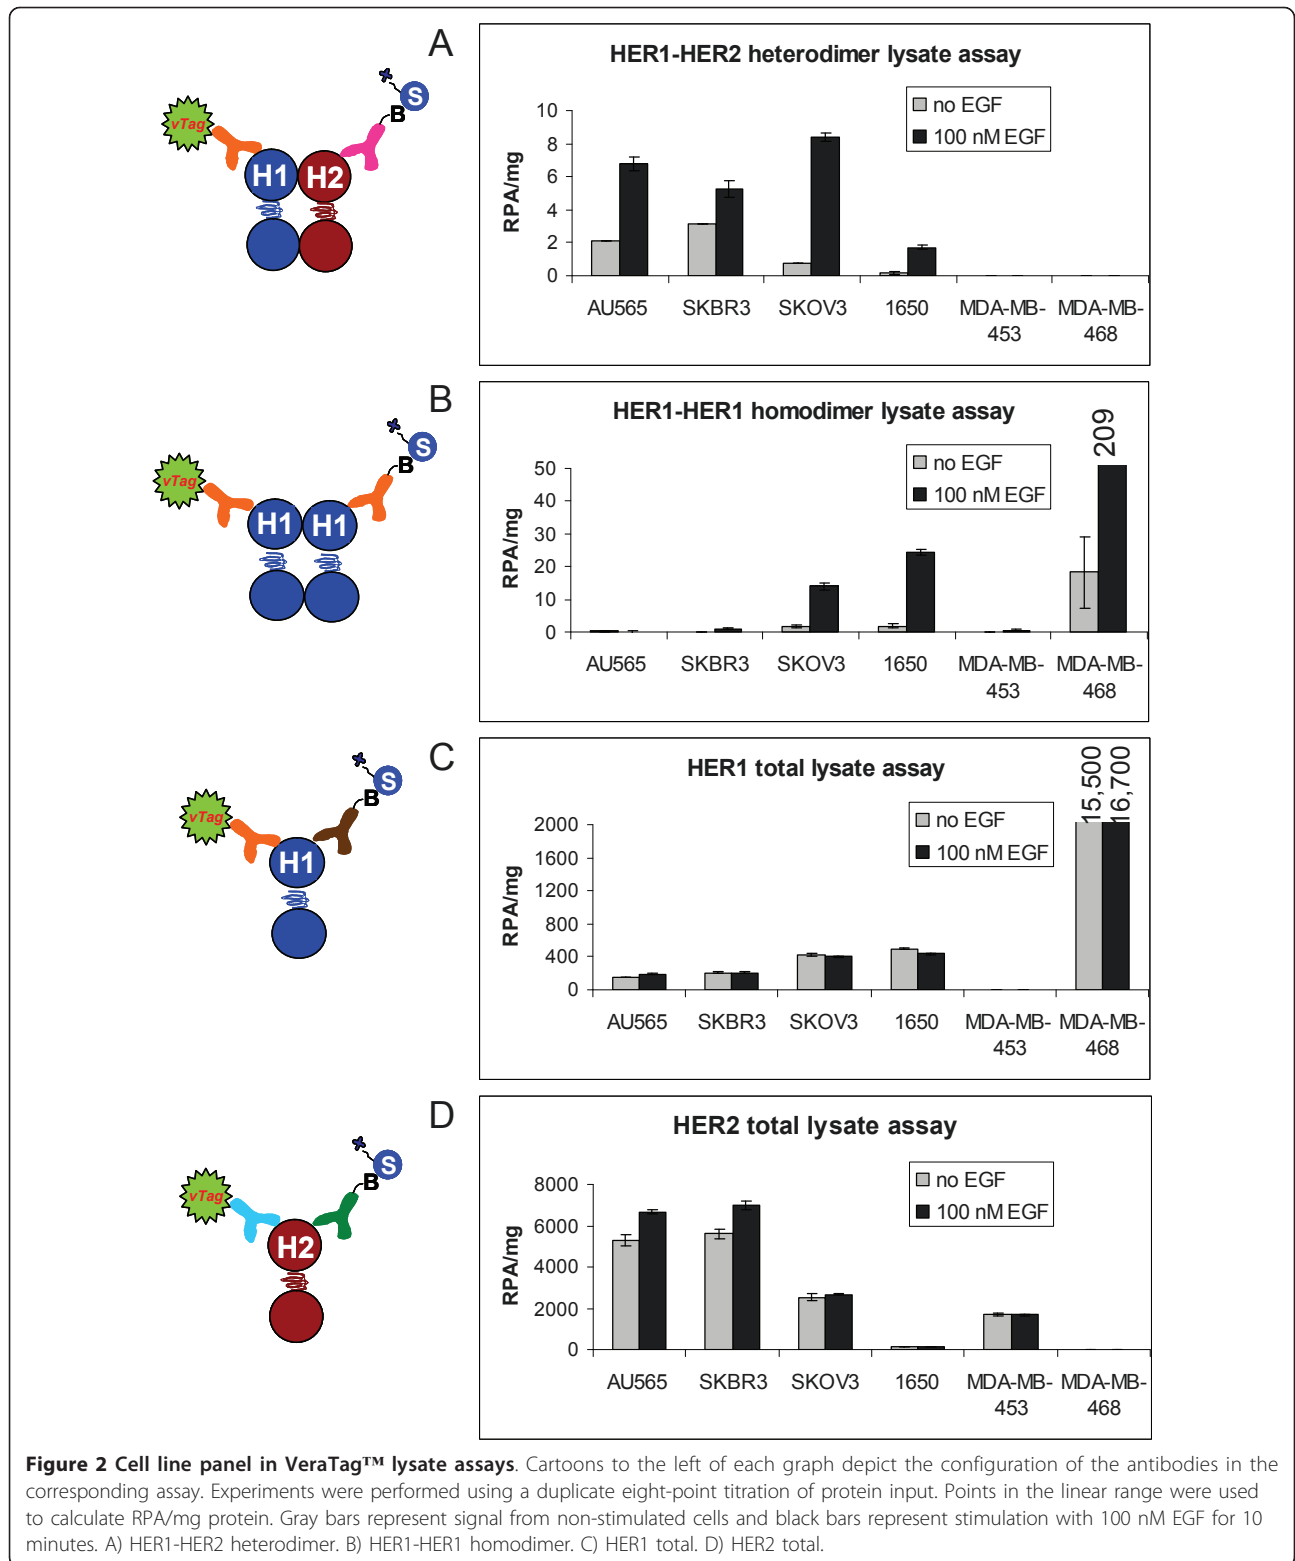 A
HER1-HER2 heterodimer lysate assay
vTag
H1
H2
B
S
no EGF
100 nM EGF
RPA/mg
10
8
6
4
2
0
AU565
SKBR3
SKOV3
1650
MDA-MB-453
MDA-MB-468
B
HER1-HER1 homodimer lysate assay
vTag
H1
H1
B
S
no EGF
100 nM EGF
209
RPA/mg
50
40
30
20
10
0
AU565
SKBR3
SKOV3
1650
MDA-MB-453
MDA-MB-468
C
HER1 total lysate assay
vTag
H1
B
S
no EGF
100 nM EGF
15,500
16,700
RPA/mg
2000
1600
1200
800
400
0
AU565
SKBR3
SKOV3
1650
MDA-MB-453
MDA-MB-468
D
HER2 total lysate assay
vTag
H2
B
S
no EGF
100 nM EGF
RPA/mg
8000
6000
4000
2000
0
AU565
SKBR3
SKOV3
1650
MDA-MB-453
MDA-MB-468
Figure 2 Cell line panel in VeraTag™ lysate assays. Cartoons to the left of each graph depict the configuration of the antibodies in the
corresponding assay. Experiments were performed using a duplicate eight-point titration of protein input. Points in the linear range were used
to calculate RPA/mg protein. Gray bars represent signal from non-stimulated cells and black bars represent stimulation with 100 nM EGF for 10
minutes. A) HER1-HER2 heterodimer. B) HER1-HER1 homodimer. C) HER1 total. D) HER2 total.